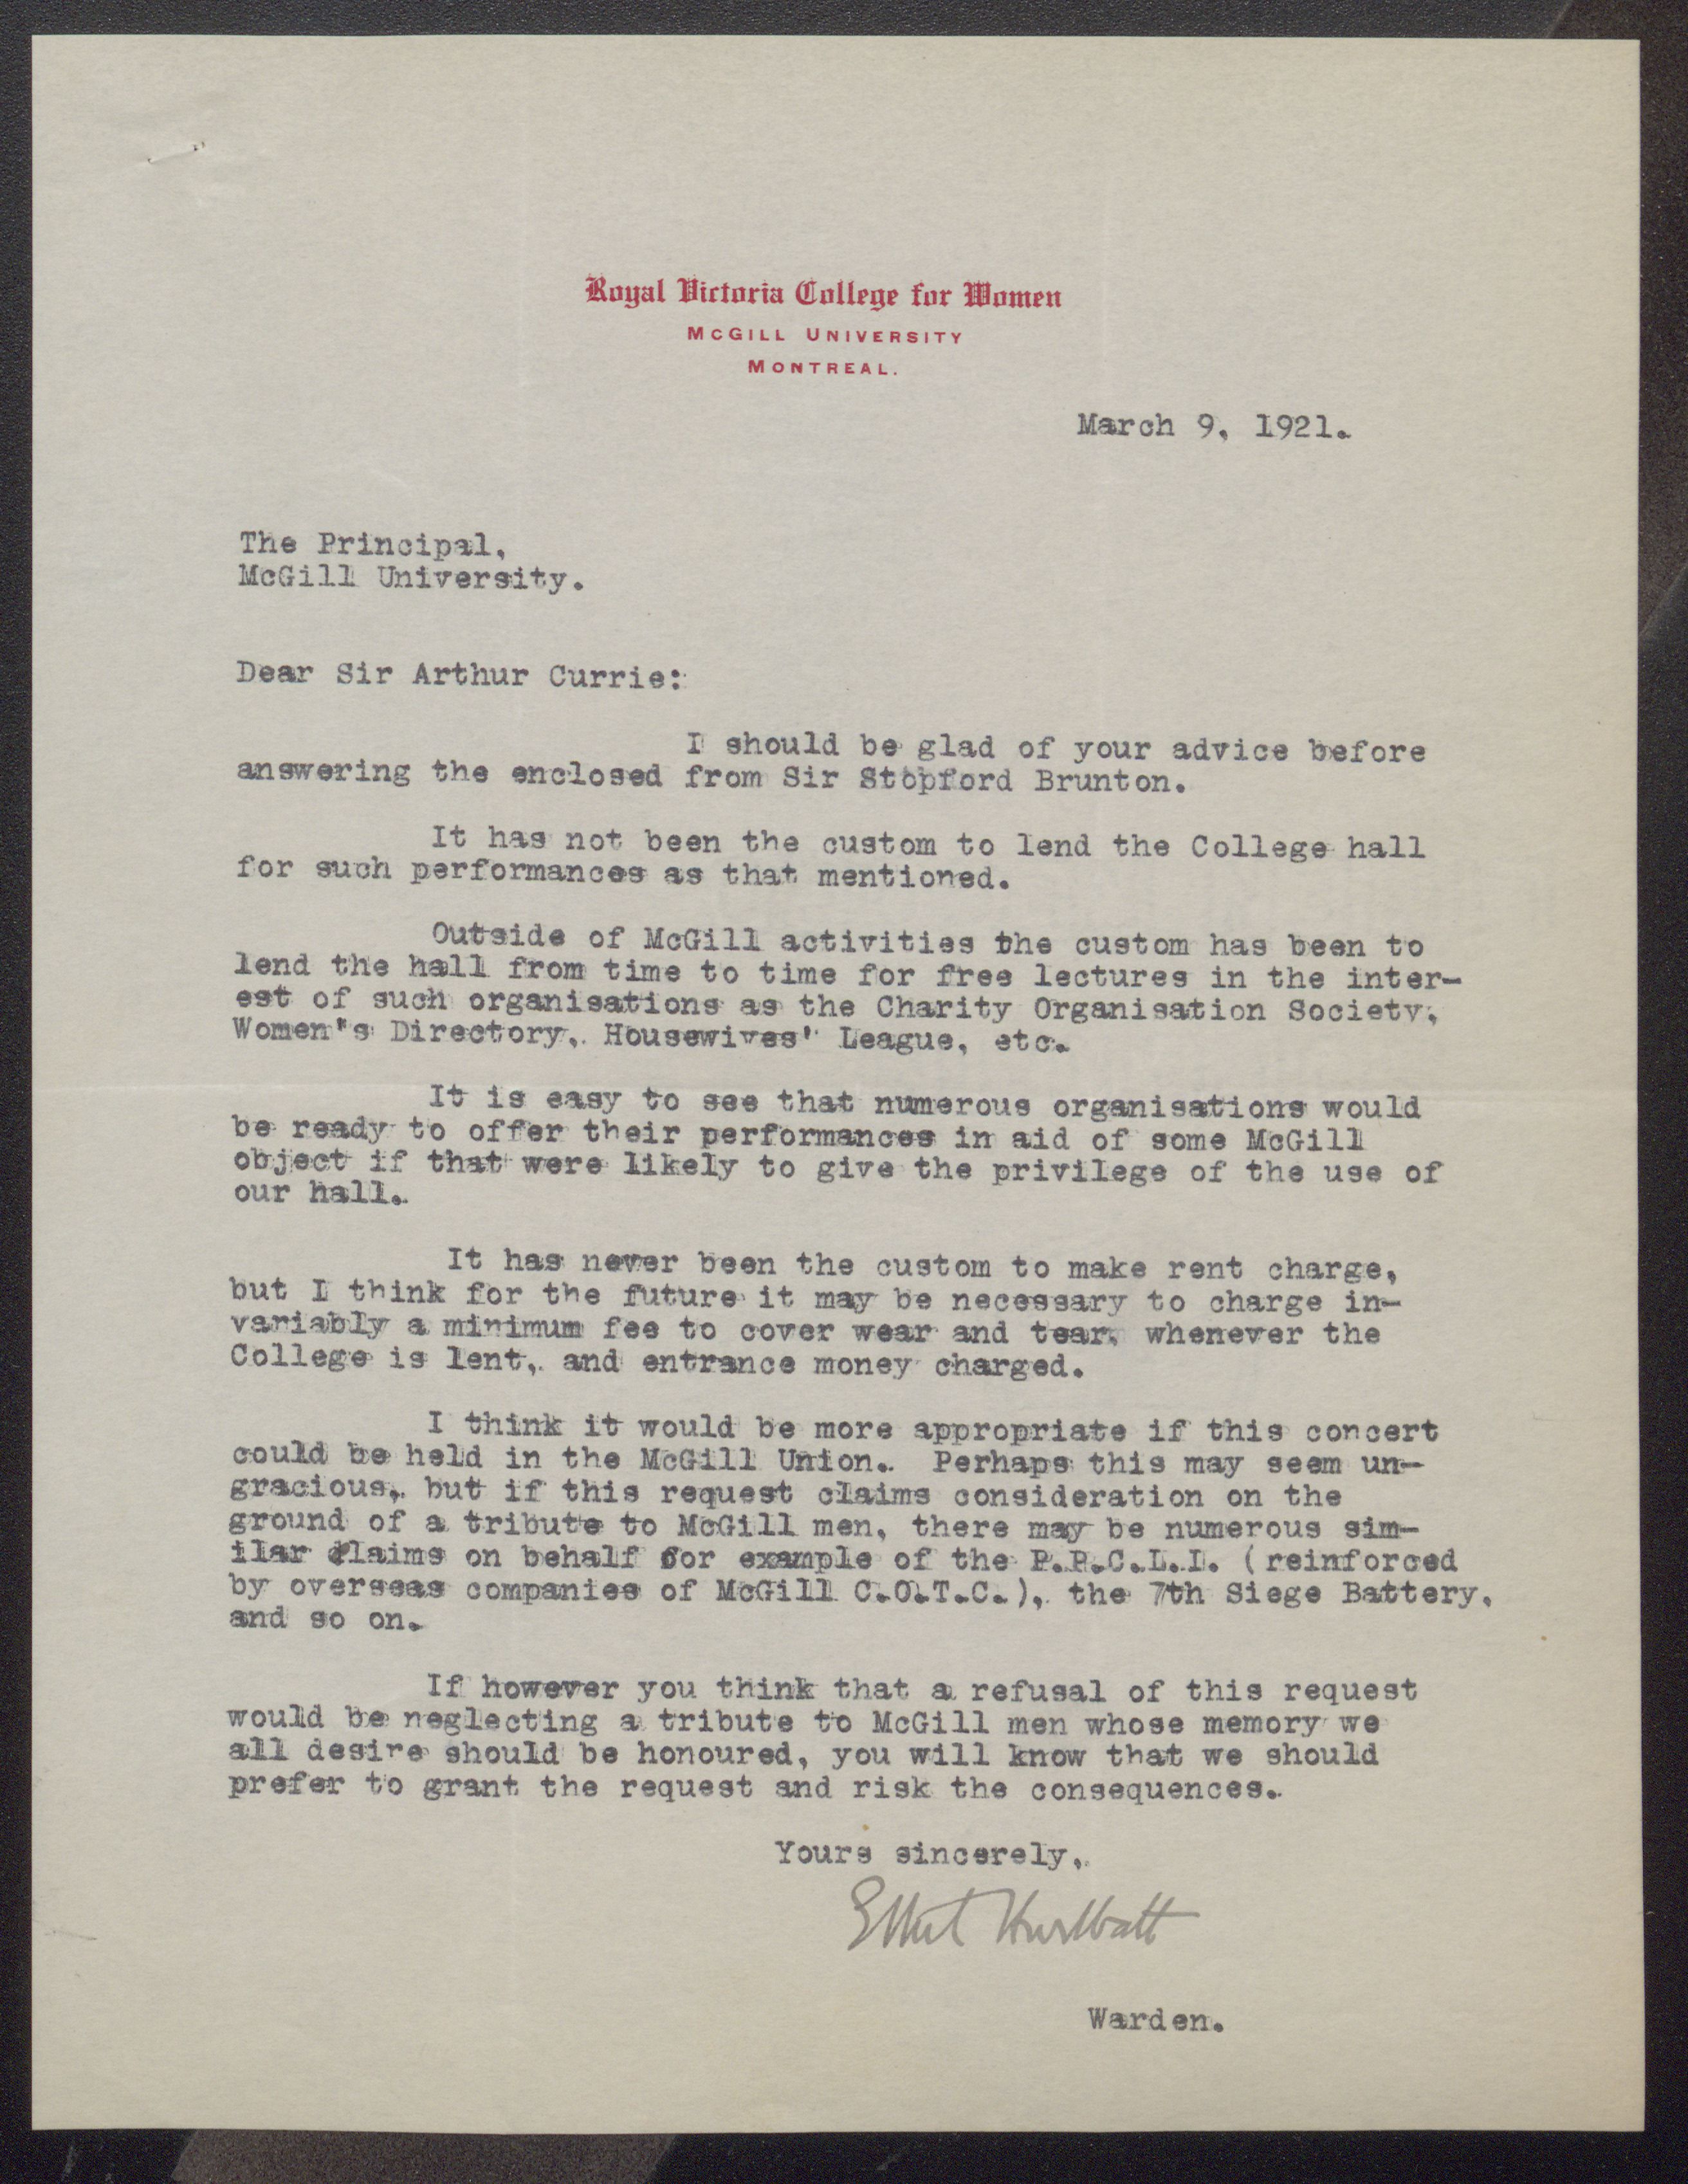 Royal Victoria College for Women
McGILL UNIVERSITY
MONTREAL.
March 9, 1921.
The Principal,
McGill University.
Dear Sir Arthur Currie:
I should be glad of your advice before
answering the enclosed from Sir Stopford Brunton.
It has not been the custom to lend the College hall
for such performances as that mentioned.
Outside of McGill activities the custom has been to
lend the hall from time to time for free lectures in the inter-
est of such organisations as the Charity Organisation Society,
Women"s Directory, Housewives' League, etc.
It is easy to see that numerous organisations would
be ready to offer their performances in aid of some McGill
object if that were likely to give the privilege of the use of
our hall.
It has never been the custom to make rent charge,
but I think for the future it may be necessary to charge in-
variably a minimum fee to cover wear and tear, whenever the
College is lent, and entrance money charged.
I think it would be more appropriate if this concert
could be held in the McGill Union. Perhaps this may seem un-
gracious, but if this request claims consideration on the
ground of a tribute to McGill men, there may be numerous sim-
ilar claims on behalf for example of the P.P.C.L.I. (reinforced
by overseas companies of McGill C.O.T.C.), the 7th Siege Battery,
and so on.
If however you think that a refusal of this request
would be neglecting a tribute to McGill men whose memory we
all desire should be honoured, you will know that we should
prefer to grant the request and risk the consequences.
Yours sincerely,
Ethel Hurlbatt
Warden.